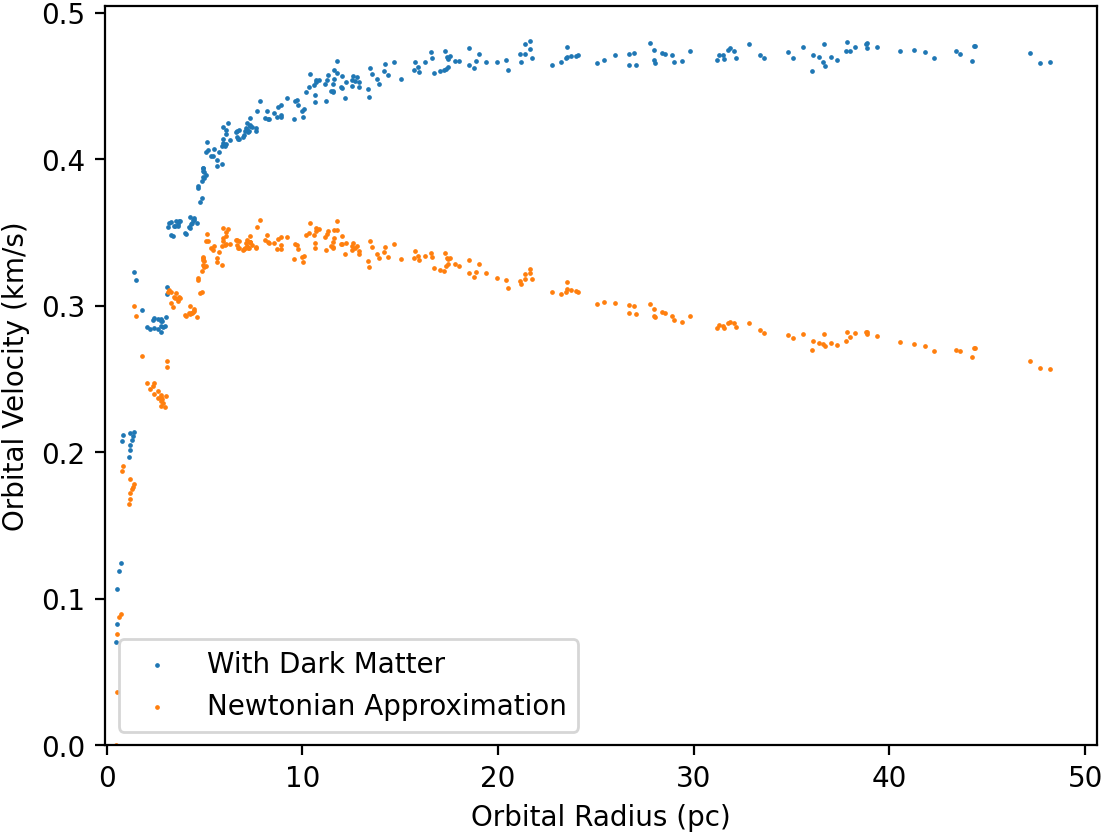 0.5
0.4
0.3
0.2
0.1
0.0
Orbital Velocity (km/s)
With Dark Matter
Newtonian Approximation
0 10 20 30 40 50
Orbital Radius (pc)